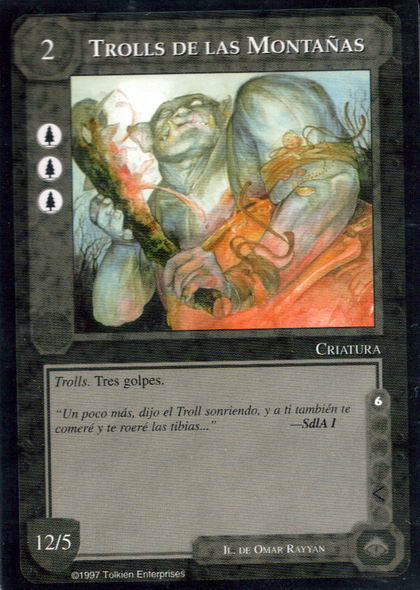 2
TROLLS DE LAS MONTAÑAS
CRIATURA
Trolls. Tres golpes.
6
"Un poco más, dijo el Troll sonriendo, y a ti también te
comeré y te roeré las tibias..." —SdlA I
12/5
IL. DE OMAR RAYYAN
©1997 Tolkien Enterprises